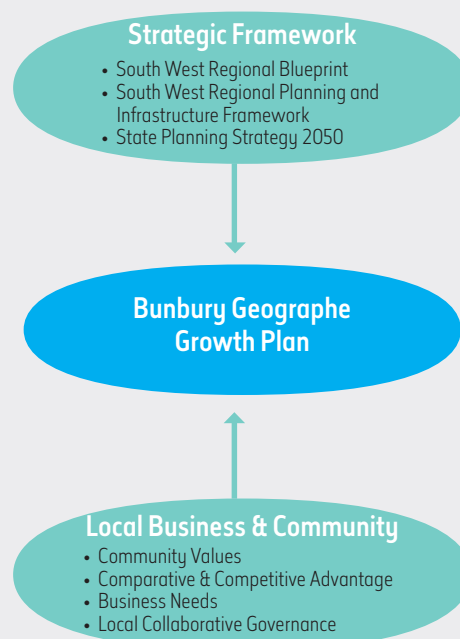 Strategic Framework
• South West Regional Blueprint
• South West Regional Planning and
Infrastructure Framework
• State Planning Strategy 2050
Bunbury Geographe
Growth Plan
Local Business & Community
• Community Values
• Comparative & Competitive Advantage
• Business Needs
• Local Collaborative Governance